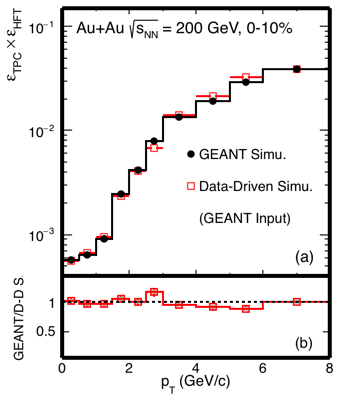 Au+Au √sNN = 200 GeV, 0-10%
εTPC × εHFT
10⁻¹
10⁻²
10⁻³
GEANT Simu.
Data-Driven Simu.
(GEANT Input)
(a)
GEANT/D-D S.
1
0.5
(b)
0 2 4 6 8
pT (GeV/c)